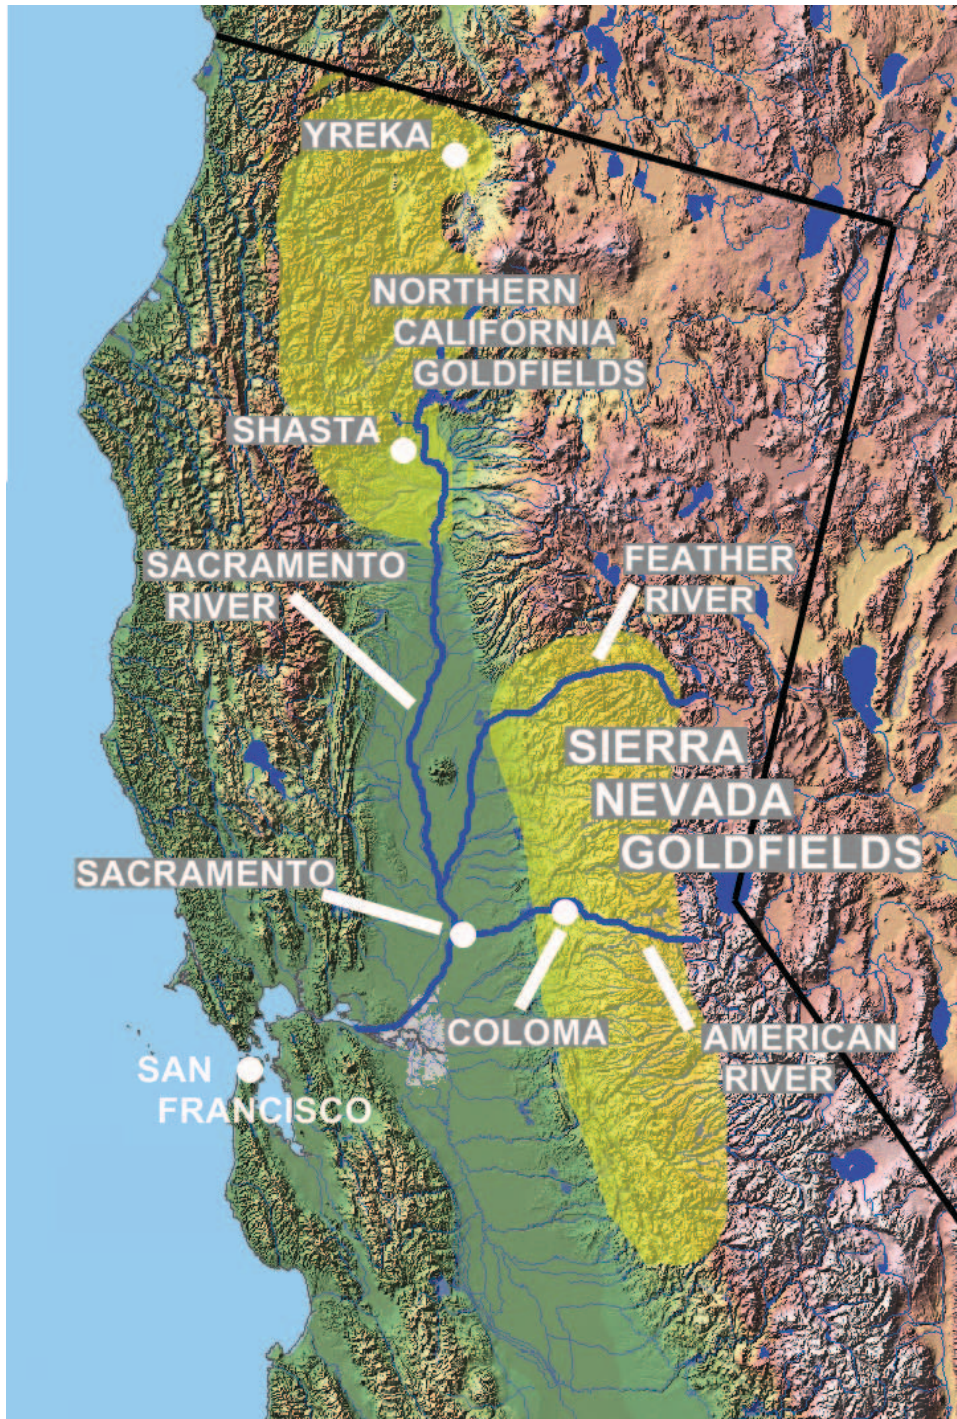 YREKA
NORTHERN
CALIFORNIA
GOLDFIELDS
SHASTA
SACRAMENTO
RIVER
FEATHER
RIVER
SIERRA
NEVADA
GOLDFIELDS
SACRAMENTO
COLOMA
AMERICAN
RIVER
SAN
FRANCISCO